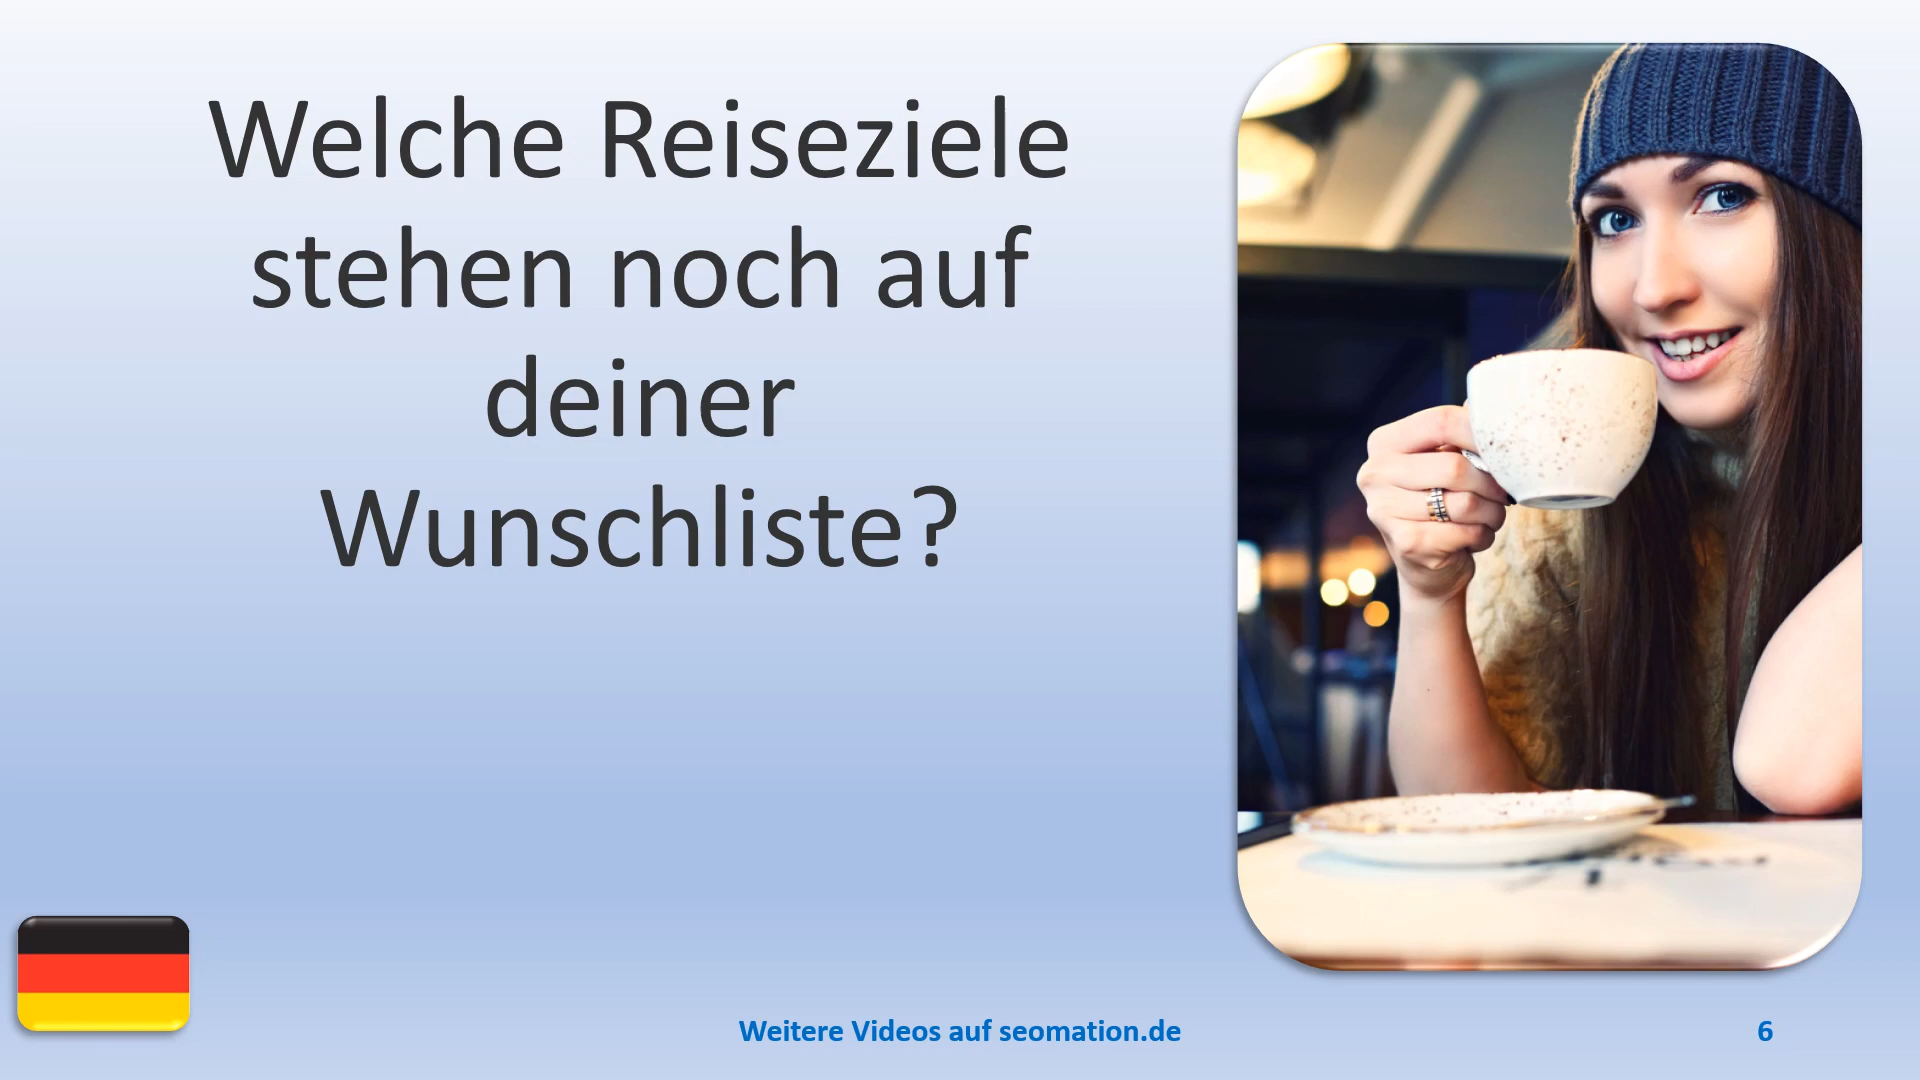 Welche Reiseziele
stehen noch auf
deiner
Wunschliste?
Weitere Videos auf seomation.de
6